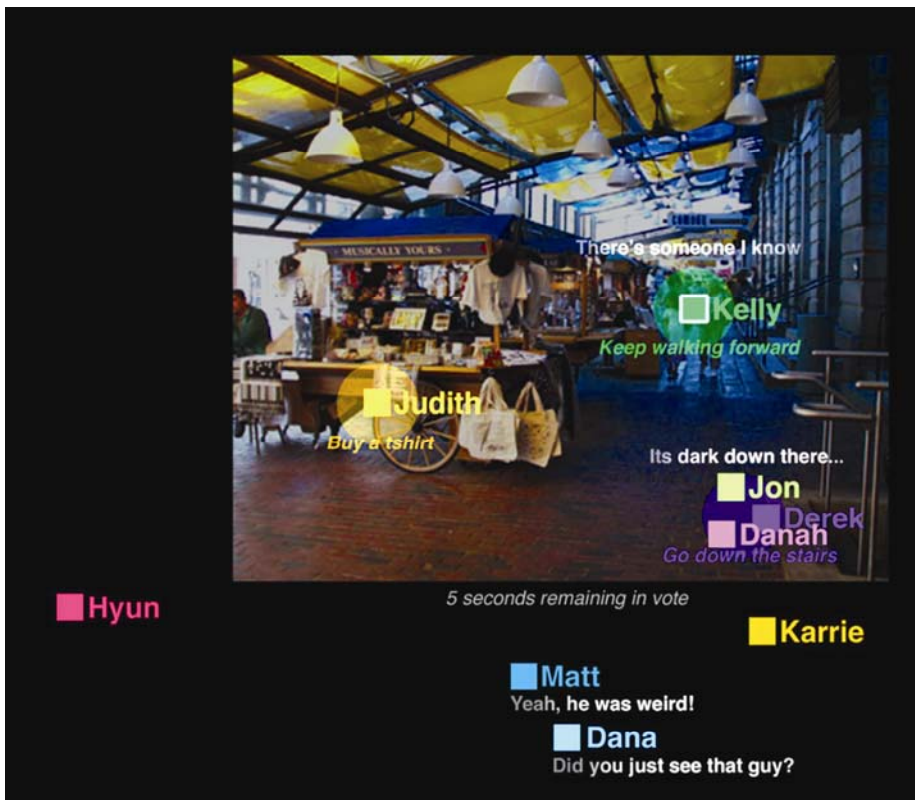 MUSICALLY YOURS
There's someone I know
Kelly
Keep walking forward
Judith
Buy a tshirt
Its dark down there...
Jon
Derek
Danah
Go down the stairs
5 seconds remaining in vote
Hyun
Karrie
Matt
Yeah, he was weird!
Dana
Did you just see that guy?